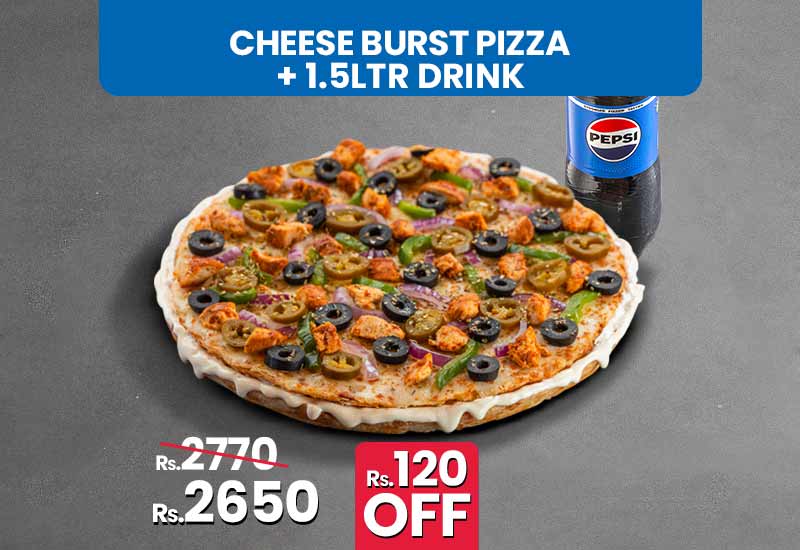 CHEESE BURST PIZZA
+ 1.5LTR DRINK
PEPSI
Rs.2770
Rs.2650
Rs.120
OFF